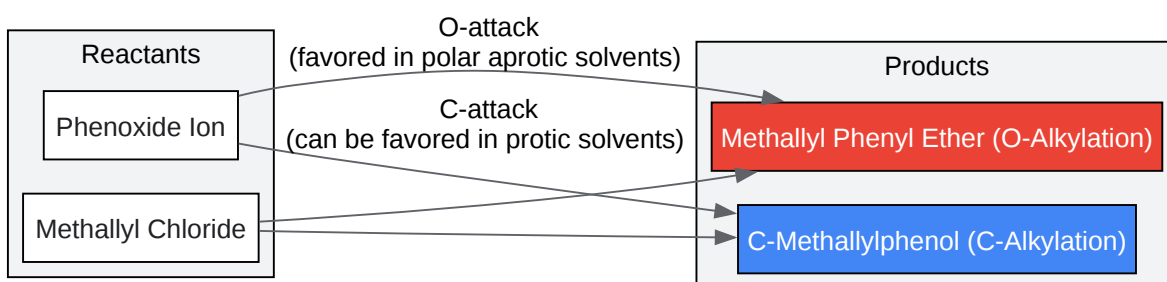 Reactants
Phenoxide Ion
Methallyl Chloride
O-attack
(favored in polar aprotic solvents)
C-attack
(can be favored in protic solvents)
Products
Methallyl Phenyl Ether (O-Alkylation)
C-Methallylphenol (C-Alkylation)